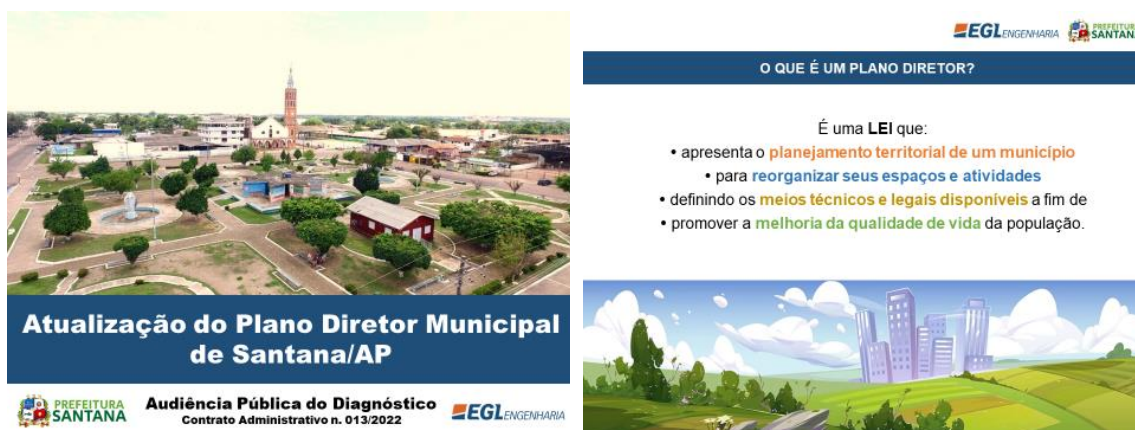 Atualização do Plano Diretor Municipal
de Santana/AP
PREFEITURA
SANTANA
Audiência Pública do Diagnóstico
Contrato Administrativo n. 013/2022
EGL ENGENHARIA
EGL ENGENHARIA
PREFEITURA
SANTANA
O QUE É UM PLANO DIRETOR?
É uma LEI que:
• apresenta o planejamento territorial de um município
• para reorganizar seus espaços e atividades
• definindo os meios técnicos e legais disponíveis a fim de
• promover a melhoria da qualidade de vida da população.